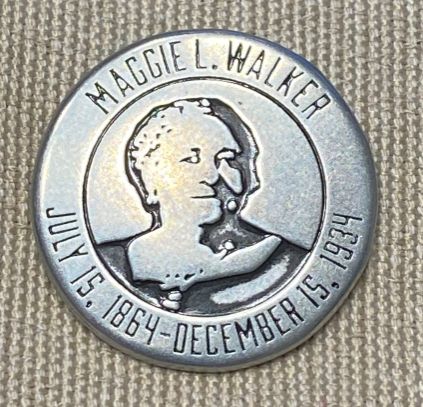 MAGGIE L. WALKER
JULY 15, 1864-DECEMBER 15, 1934